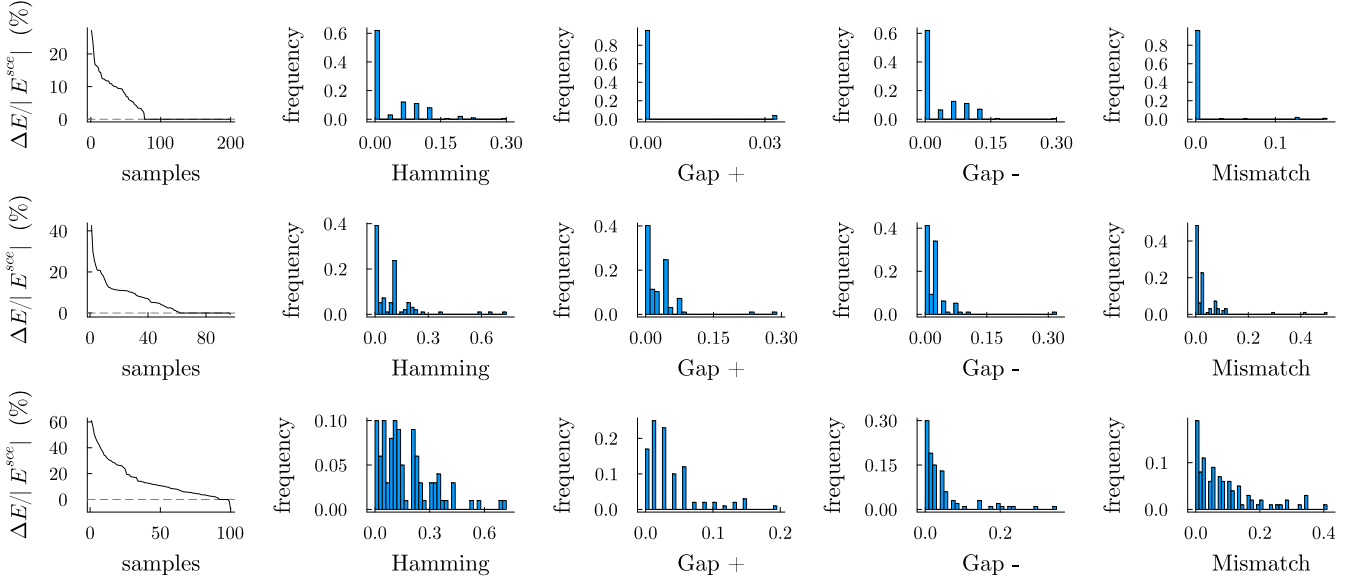 ΔE/| E^sce| (%)
20
10
0
0 100 200
samples
frequency
0.6
0.4
0.2
0.0
0.00 0.15 0.30
Hamming
frequency
0.8
0.6
0.4
0.2
0.0
0.00 0.03
Gap +
frequency
0.6
0.4
0.2
0.0
0.00 0.15 0.30
Gap -
frequency
0.8
0.6
0.4
0.2
0.0
0.1
Mismatch
ΔE/| E^sce| (%)
40
20
0
0 40 80
samples
frequency
0.4
0.2
0.0
0.0 0.3 0.6
Hamming
frequency
0.4
0.2
0.0
0.00 0.15 0.30
Gap +
frequency
0.4
0.2
0.0
0.00 0.15 0.30
Gap -
frequency
0.4
0.2
0.0
0.0 0.2 0.4
Mismatch
ΔE/| E^sce| (%)
60
40
20
0
0 50 100
samples
frequency
0.10
0.05
0.00
0.0 0.3 0.6
Hamming
frequency
0.2
0.1
0.0
0.0 0.1 0.2
Gap +
frequency
0.30
0.15
0.00
0.0 0.2
Gap -
frequency
0.1
0.0
0.0 0.2 0.4
Mismatch